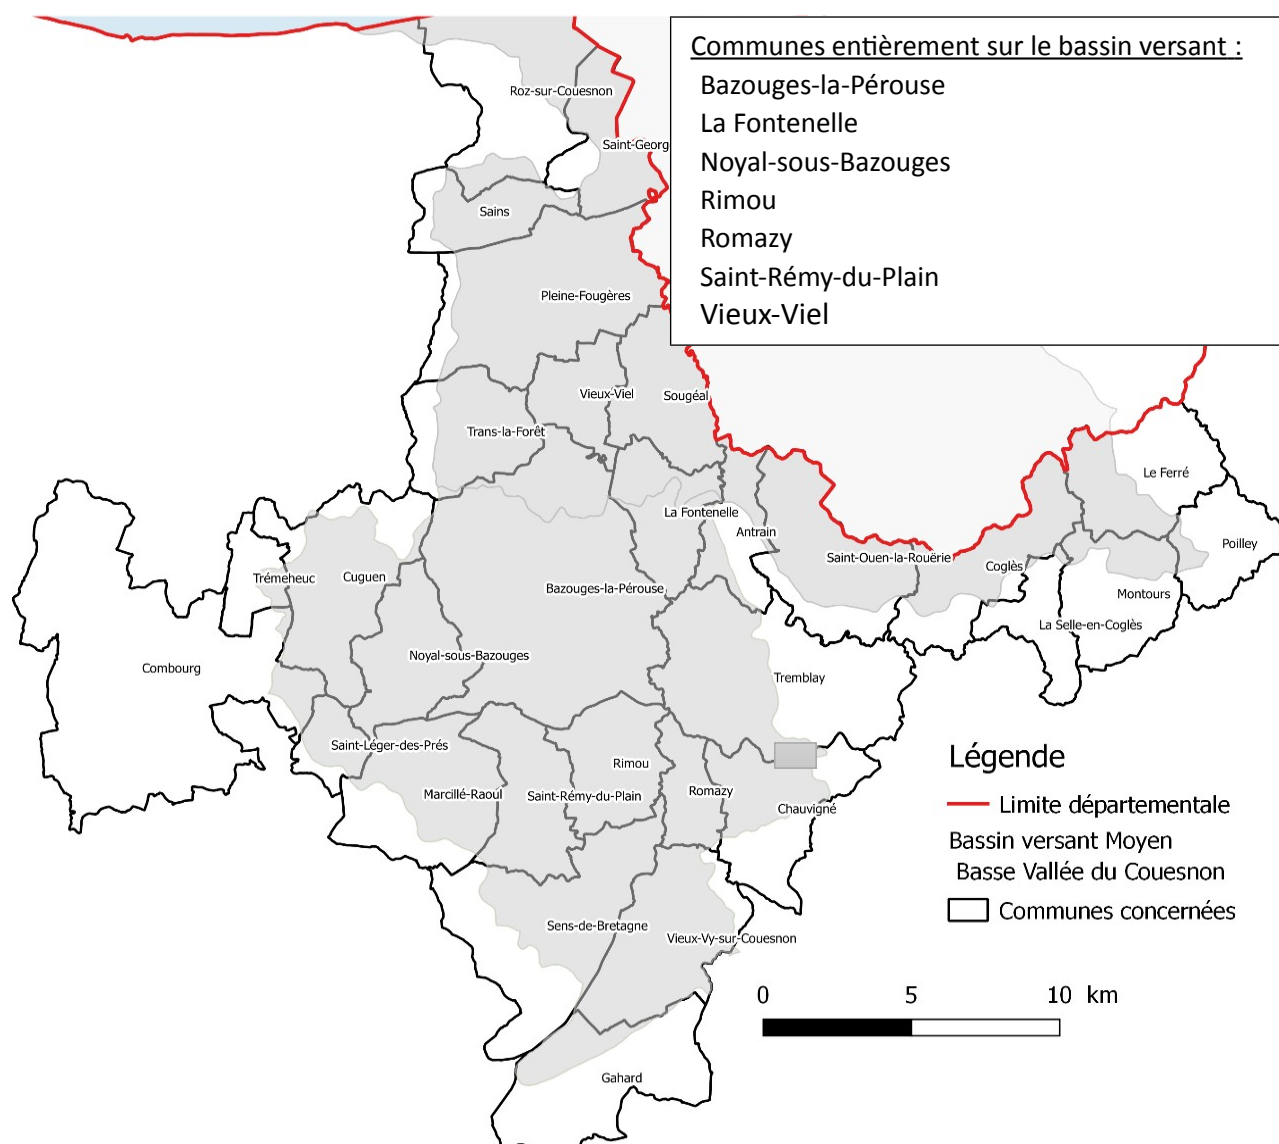 Communes entièrement sur le bassin versant :
Bazouges-la-Pérouse
La Fontenelle
Noyal-sous-Bazouges
Rimou
Romazy
Saint-Rémy-du-Plain
Vieux-Viel
Roz-sur-Couesnon
Saint-Georg
Sains
Pleine-Fougères
Vieux-Viel
Sougéal
Trans-la-Forêt
Le Ferré
La Fontenelle
Antrain
Poilley
Saint-Ouen-la-Rouërie
Coglès
Trémeheuc
Cuguen
Bazouges-la-Pérouse
Montours
La Selle-en-Coglès
Noyal-sous-Bazouges
Combourg
Tremblay
Saint-Léger-des-Prés
Rimou
Marcillé-Raoul
Saint-Rémy-du-Plain
Romazy
Chauvigné
Sens-de-Bretagne
Vieux-Vy-sur-Couesnon
Gahard
Légende
Limite départementale
Bassin versant Moyen
Basse Vallée du Couesnon
Communes concernées
0 5 10 km